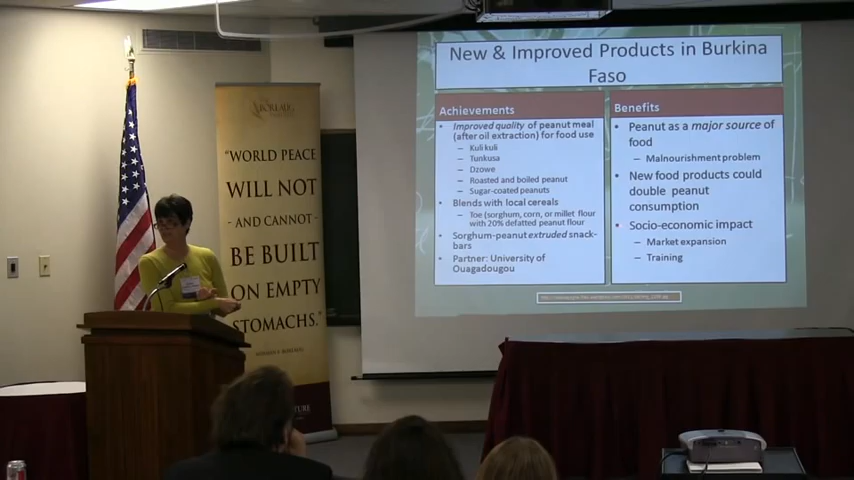 BORLAUG
"WORLD PEACE
WILL NOT
- AND CANNOT -
BE BUILT
ON EMPTY
STOMACHS."
New & Improved Products in Burkina
Faso
Achievements
• Improved quality of peanut meal
(after oil extraction) for food use
– Kuli kuli
– Tunkusa
– Dzowe
– Roasted and boiled peanut
– Sugar-coated peanuts
• Blends with local cereals
– Toe (sorghum, corn, or millet flour
with 20% defatted peanut flour
• Sorghum-peanut extruded snack-
bars
• Partner: University of
Ouagadougou
Benefits
• Peanut as a major source of
food
– Malnourishment problem
• New food products could
double peanut
consumption
• Socio-economic impact
– Market expansion
– Training